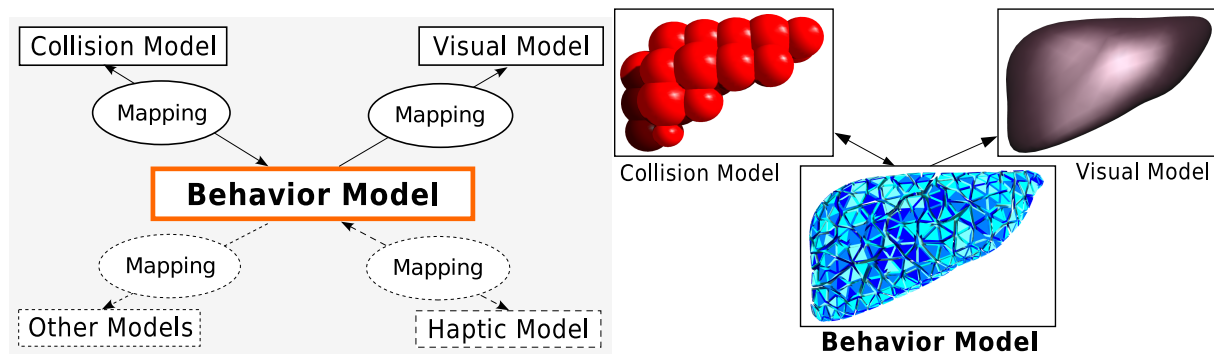 Collision Model
Visual Model
Mapping
Mapping
Behavior Model
Mapping
Mapping
Other Models
Haptic Model
Collision Model
Visual Model
Behavior Model